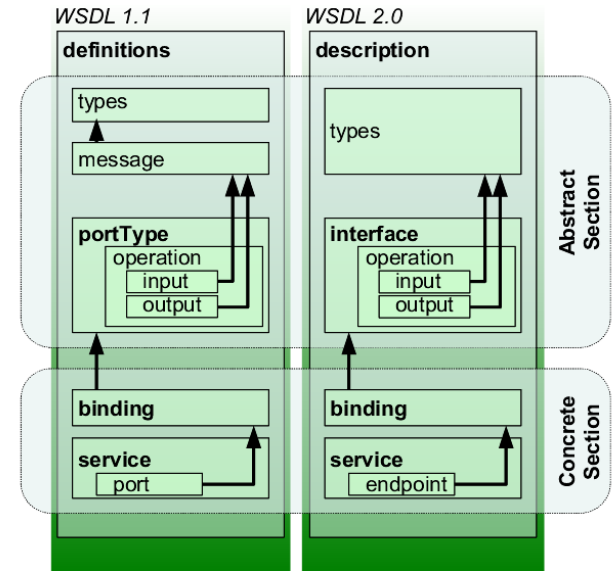 WSDL 1.1
definitions
types
message
portType
operation
input
output
binding
service
port
WSDL 2.0
description
types
interface
operation
input
output
binding
service
endpoint
Abstract
Section
Concrete
Section